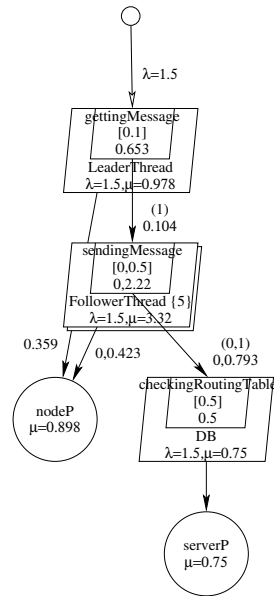 λ=1.5
gettingMessage
[0.1]
0.653
LeaderThread
λ=1.5,μ=0.978
(1)
0.104
sendingMessage
[0,0.5]
0,2.22
FollowerThread {5}
λ=1.5,μ=3.32
0.359
0,0.423
(0,1)
0,0.793
checkingRoutingTable
[0.5]
0.5
DB
λ=1.5,μ=0.75
nodeP
μ=0.898
serverP
μ=0.75